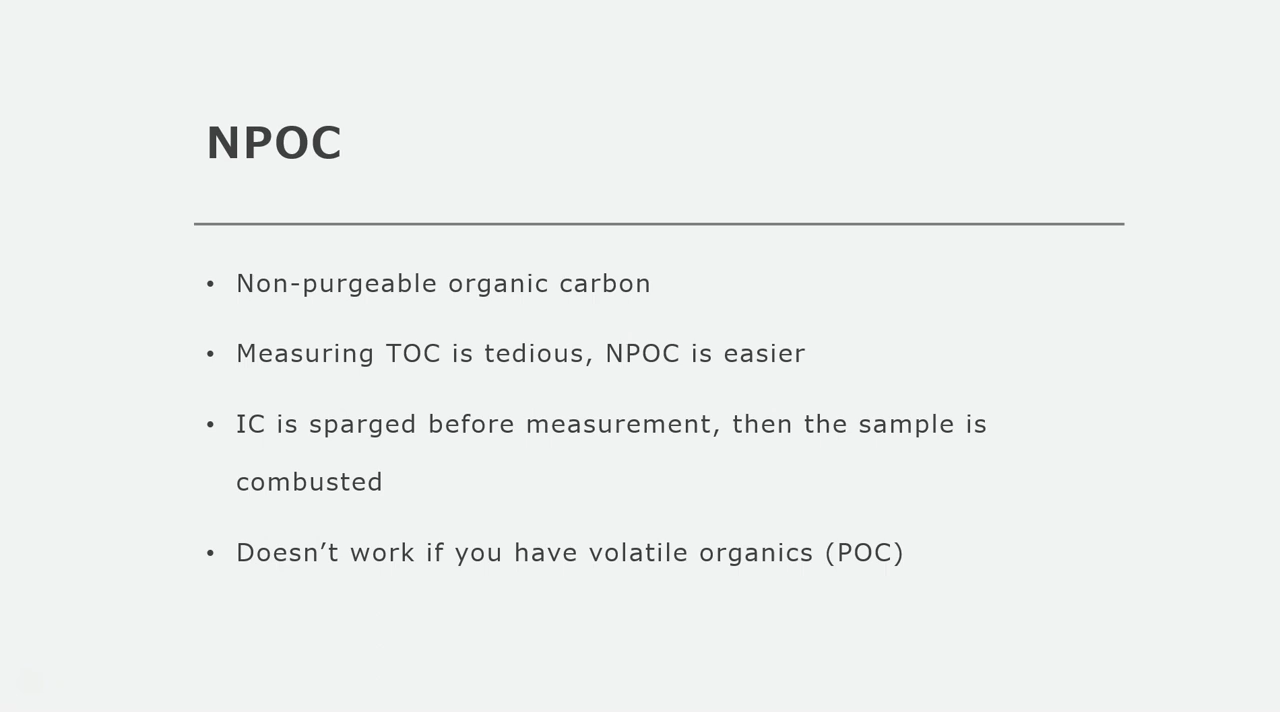 NPOC
• Non-purgeable organic carbon
• Measuring TOC is tedious, NPOC is easier
• IC is sparged before measurement, then the sample is
combusted
• Doesn’t work if you have volatile organics (POC)